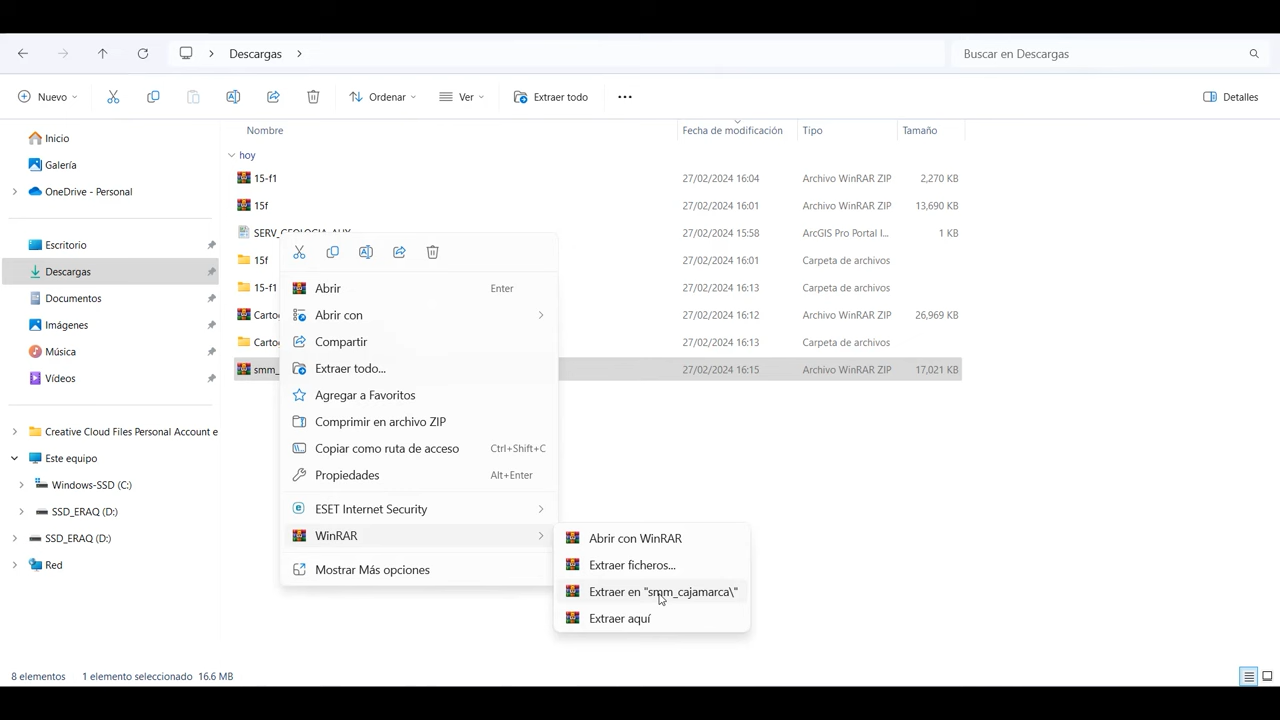 Descargas
Buscar en Descargas
Nuevo
Ordenar
Ver
Extraer todo
Detalles
Nombre
Fecha de modificación
Tipo
Tamaño
Inicio
Galería
OneDrive - Personal
Escritorio
Descargas
Documentos
Imágenes
Música
Vídeos
Creative Cloud Files Personal Account e
Este equipo
Windows-SSD (C:)
SSD_ERAQ (D:)
SSD_ERAQ (D:)
Red
hoy
15-f1 27/02/2024 16:04 Archivo WinRAR ZIP 2,270 KB
15f 27/02/2024 16:01 Archivo WinRAR ZIP 13,690 KB
SERV_GEOLOGIA_AUX 27/02/2024 15:58 ArcGIS Pro Portal I... 1 KB
15f 27/02/2024 16:01 Carpeta de archivos
15-f1 27/02/2024 16:13 Carpeta de archivos
Carto 27/02/2024 16:12 Archivo WinRAR ZIP 26,969 KB
Carto 27/02/2024 16:13 Carpeta de archivos
smm_ 27/02/2024 16:15 Archivo WinRAR ZIP 17,021 KB
Abrir Enter
Abrir con
Compartir
Extraer todo...
Agregar a Favoritos
Comprimir en archivo ZIP
Copiar como ruta de acceso Ctrl+Shift+C
Propiedades Alt+Enter
ESET Internet Security
WinRAR
Mostrar Más opciones
Abrir con WinRAR
Extraer ficheros...
Extraer en "smm_cajamarca\"
Extraer aquí
8 elementos 1 elemento seleccionado 16.6 MB